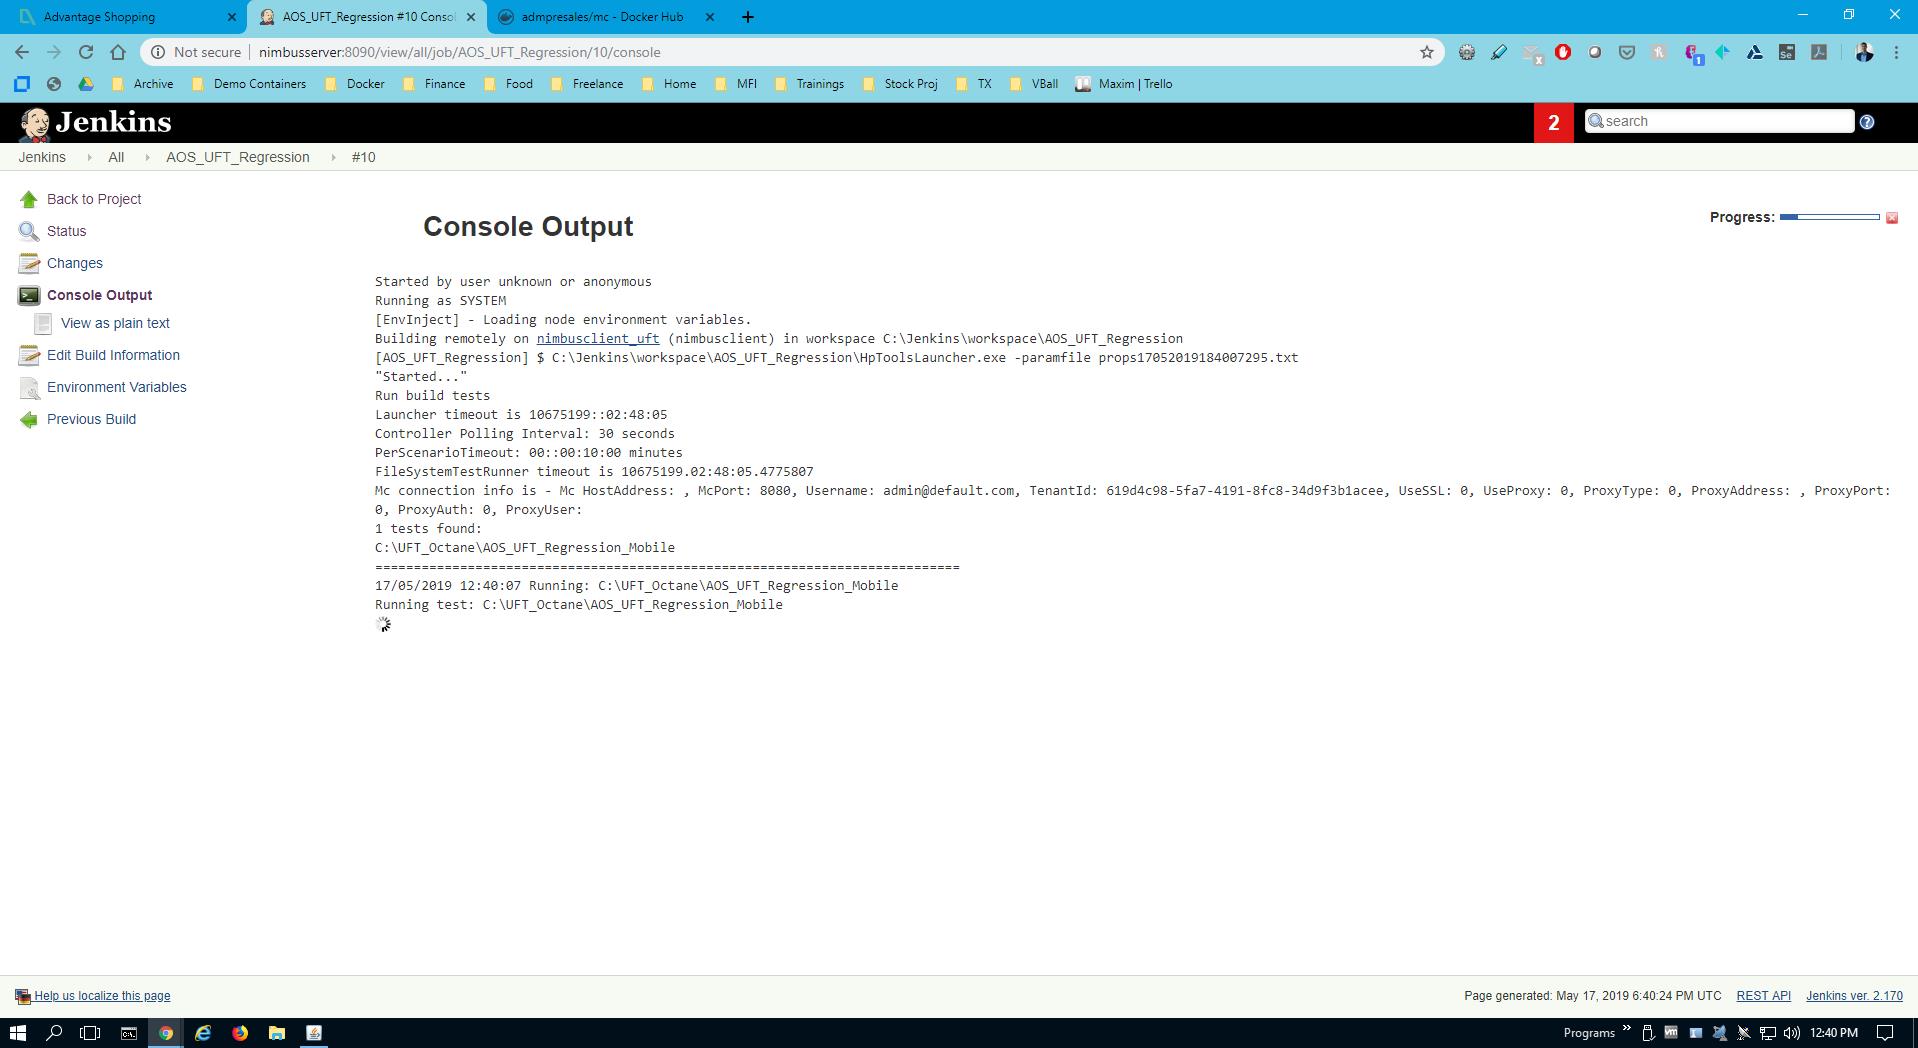 Advantage Shopping
AOS_UFT_Regression #10 Conso
admpresales/mc - Docker Hub
Not secure
nimbusserver:8090/view/all/job/AOS_UFT_Regression/10/console
Archive
Demo Containers
Docker
Finance
Food
Freelance
Home
MFI
Trainings
Stock Proj
TX
VBall
Maxim | Trello
Jenkins
2
search
Jenkins
All
AOS_UFT_Regression
#10
Back to Project
Status
Changes
Console Output
View as plain text
Edit Build Information
Environment Variables
Previous Build
Console Output
Progress:
Started by user unknown or anonymous
Running as SYSTEM
[EnvInject] - Loading node environment variables.
Building remotely on nimbusclient_uft (nimbusclient) in workspace C:\Jenkins\workspace\AOS_UFT_Regression
[AOS_UFT_Regression] $ C:\Jenkins\workspace\AOS_UFT_Regression\HpToolsLauncher.exe -paramfile props17052019184007295.txt
"Started..."
Run build tests
Launcher timeout is 10675199::02:48:05
Controller Polling Interval: 30 seconds
PerScenarioTimeout: 00::00:10:00 minutes
FileSystemTestRunner timeout is 10675199.02:48:05.4775807
Mc connection info is - Mc HostAddress: , McPort: 8080, Username: admin@default.com, TenantId: 619d4c98-5fa7-4191-8fc8-34d9f3b1acee, UseSSL: 0, UseProxy: 0, ProxyType: 0, ProxyAddress: , ProxyPort:
0, ProxyAuth: 0, ProxyUser:
1 tests found:
C:\UFT_Octane\AOS_UFT_Regression_Mobile
============================================================================
17/05/2019 12:40:07 Running: C:\UFT_Octane\AOS_UFT_Regression_Mobile
Running test: C:\UFT_Octane\AOS_UFT_Regression_Mobile
Help us localize this page
Page generated: May 17, 2019 6:40:24 PM UTC
REST API
Jenkins ver. 2.170
Programs
12:40 PM